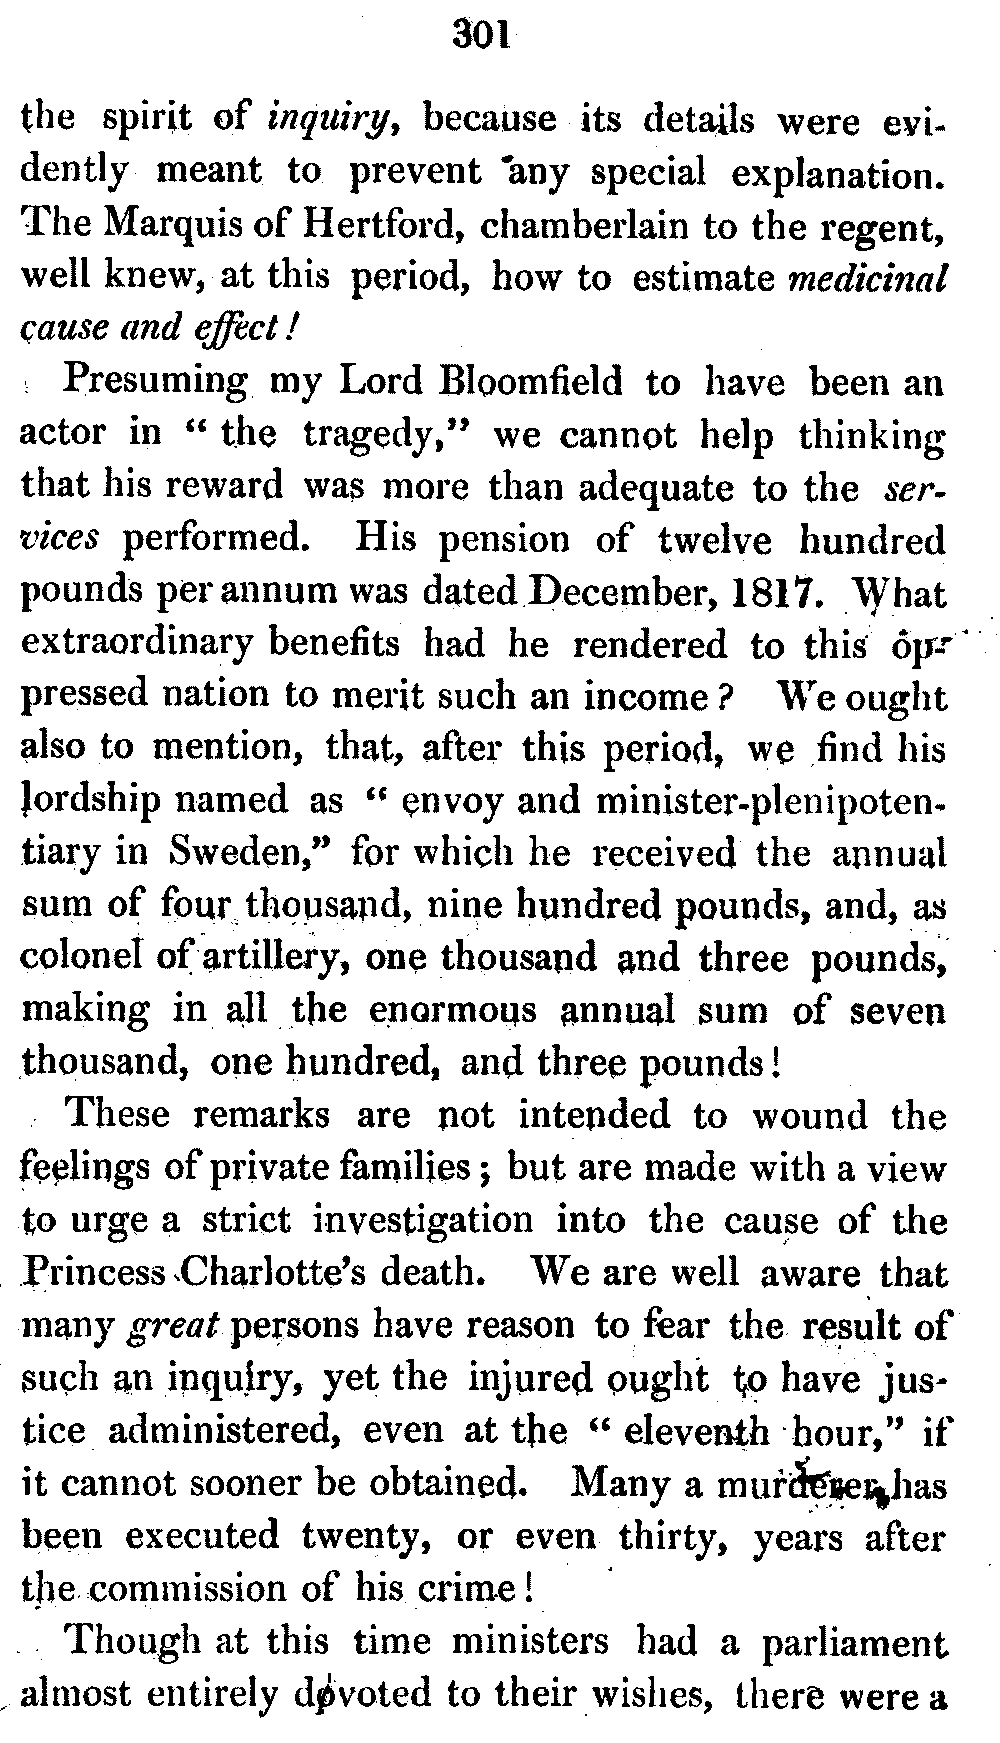 301
the spirit of inquiry, because its details were evi-
dently meant to prevent any special explanation.
The Marquis of Hertford, chamberlain to the regent,
well knew, at this period, how to estimate medicinal
cause and effect!
Presuming my Lord Bloomfield to have been an
actor in “ the tragedy,” we cannot help thinking
that his reward was more than adequate to the ser-
vices performed. His pension of twelve hundred
pounds per annum was dated December, 1817. What
extraordinary benefits had he rendered to this op-
pressed nation to merit such an income? We ought
also to mention, that, after this period, we find his
lordship named as “ envoy and minister-plenipoten-
tiary in Sweden,” for which he received the annual
sum of four thousand, nine hundred pounds, and, as
colonel of artillery, one thousand and three pounds,
making in all the enormous annual sum of seven
thousand, one hundred, and three pounds!
These remarks are not intended to wound the
feelings of private families; but are made with a view
to urge a strict investigation into the cause of the
Princess Charlotte’s death. We are well aware that
many great persons have reason to fear the result of
such an inquiry, yet the injured ought to have jus-
tice administered, even at the “ eleventh hour,” if
it cannot sooner be obtained. Many a murderer has
been executed twenty, or even thirty, years after
the commission of his crime!
Though at this time ministers had a parliament
almost entirely devoted to their wishes, there were a